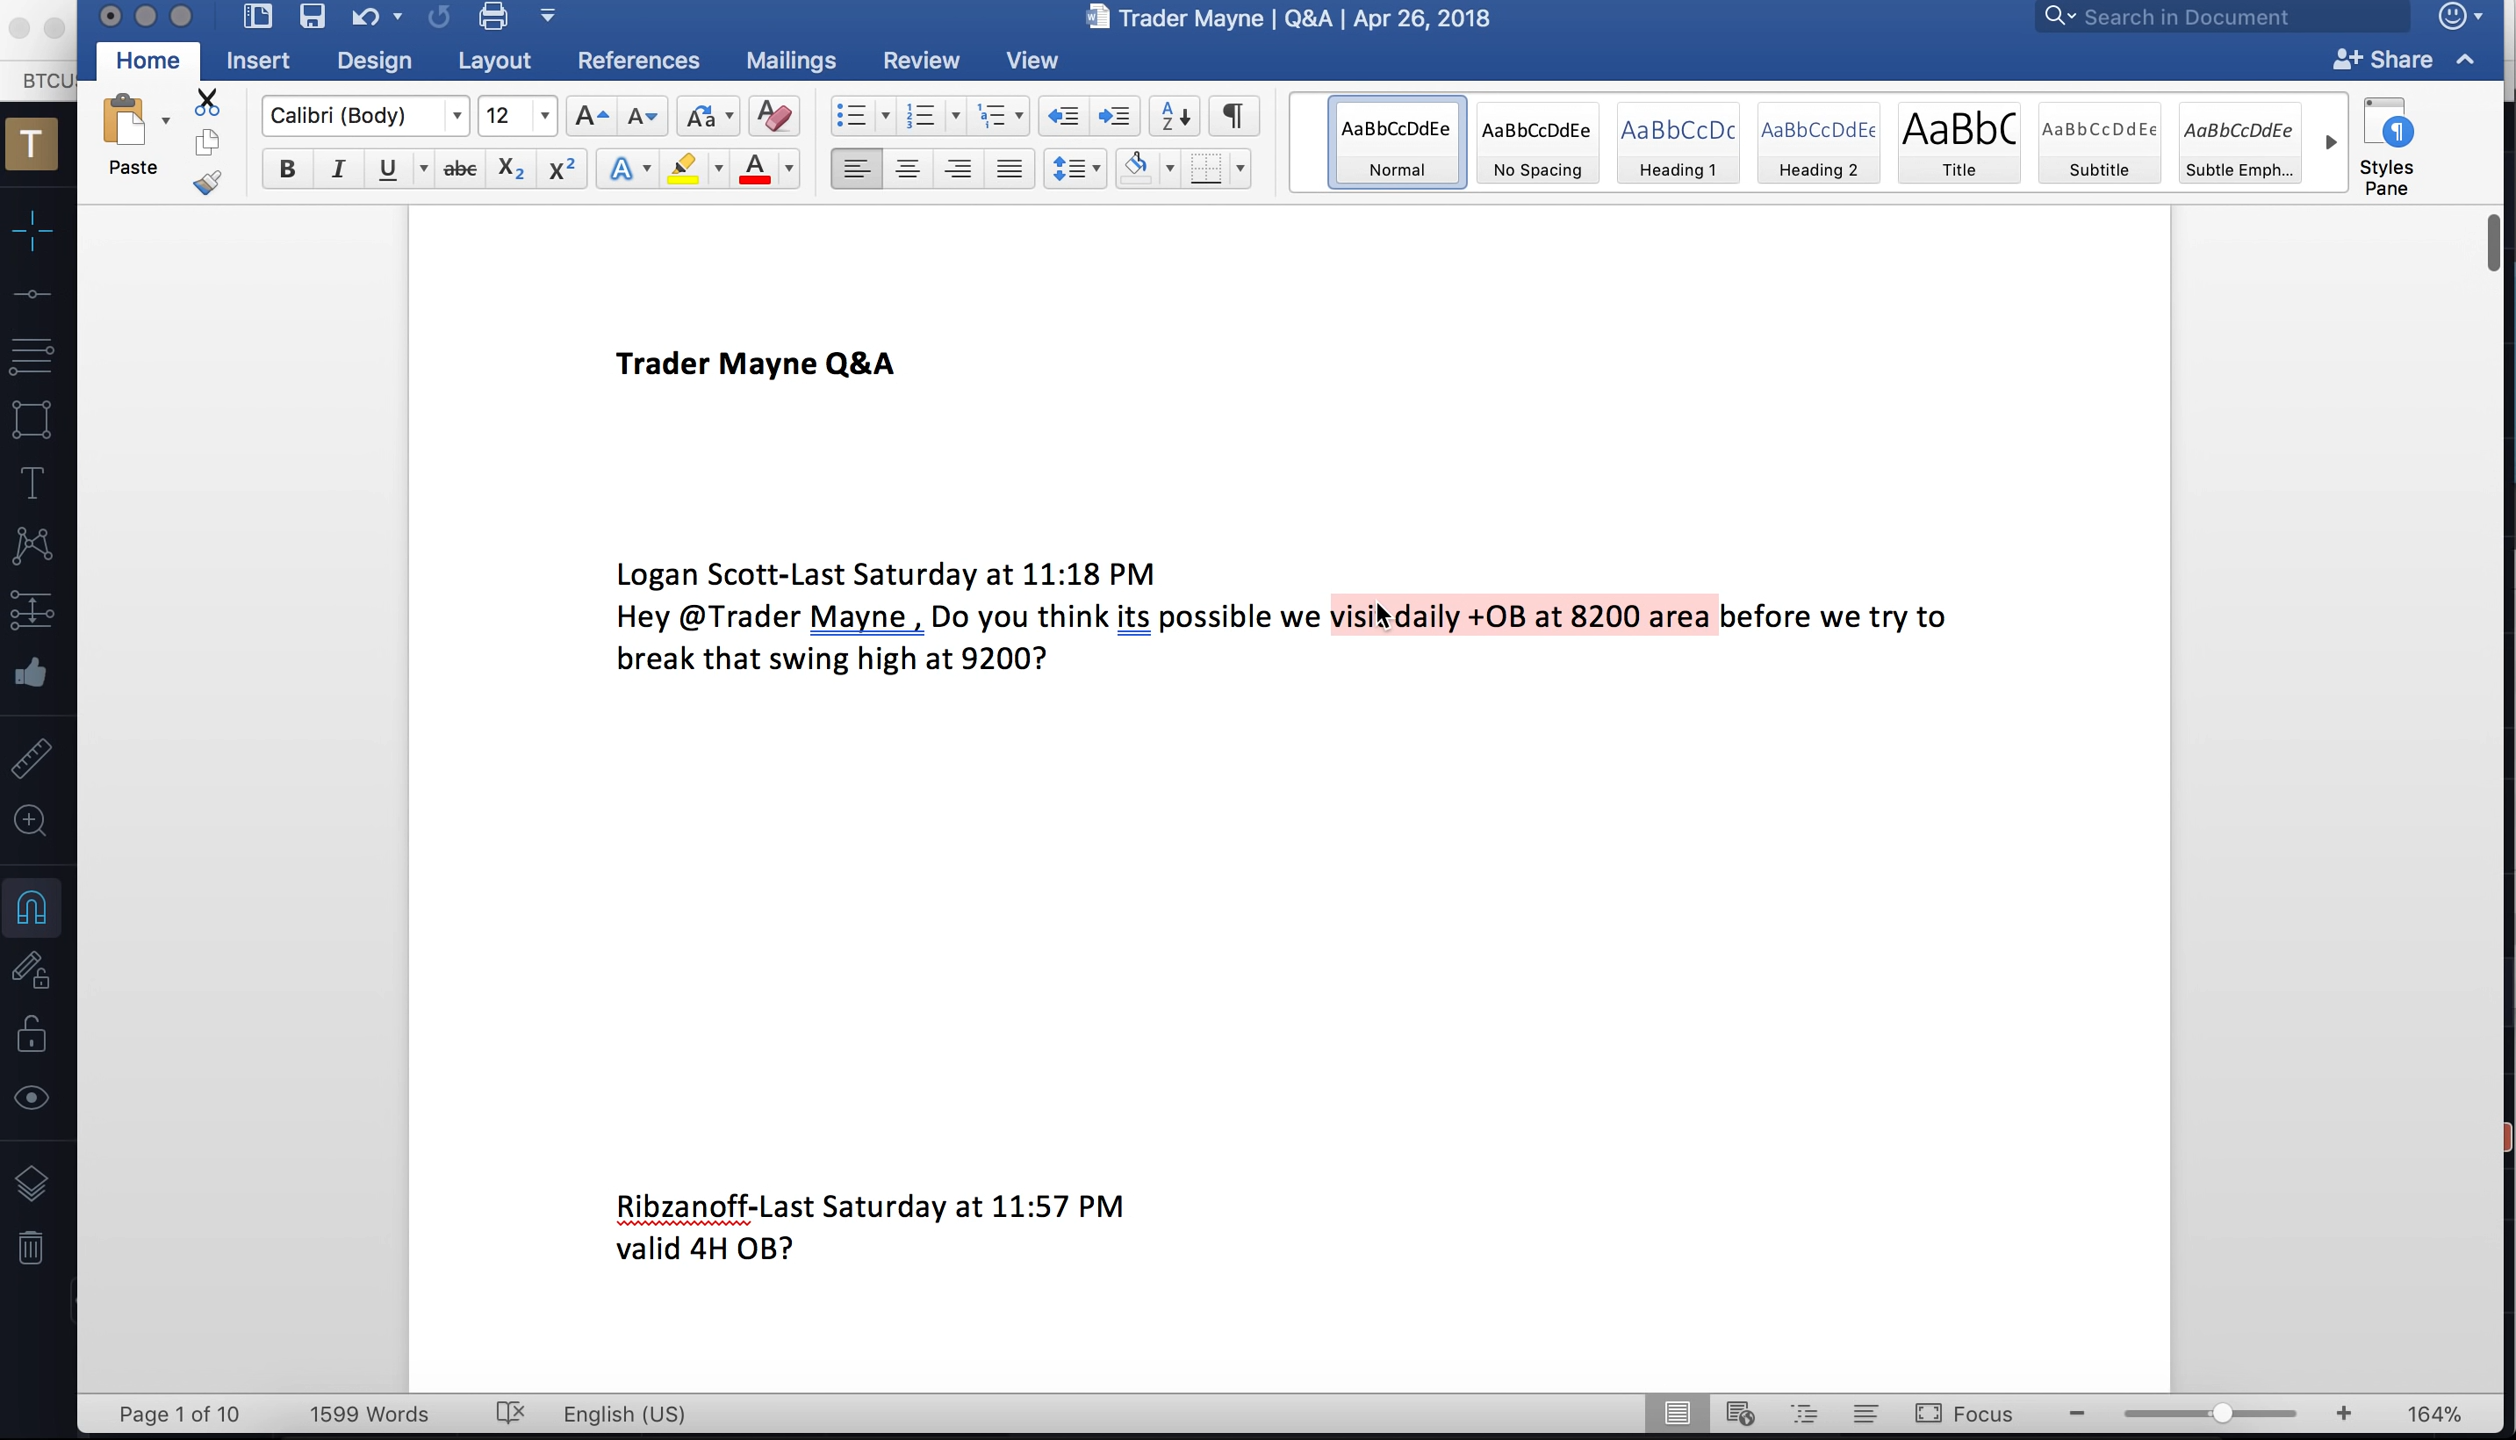 Trader Mayne | Q&A | Apr 26, 2018
Search in Document
Home Insert Design Layout References Mailings Review View Share
BTCU
T
Paste
Calibri (Body) 12
AaBbCcDdEe AaBbCcDdEe AaBbCcDc AaBbCcDdEe AaBbC AaBbCcDdEe AaBbCcDdEe
Normal No Spacing Heading 1 Heading 2 Title Subtitle Subtle Emph...
Styles
Pane
Trader Mayne Q&A
Logan Scott-Last Saturday at 11:18 PM
Hey @Trader Mayne , Do you think its possible we visit daily +OB at 8200 area before we try to
break that swing high at 9200?
Ribzanoff-Last Saturday at 11:57 PM
valid 4H OB?
Page 1 of 10 1599 Words English (US) Focus 164%